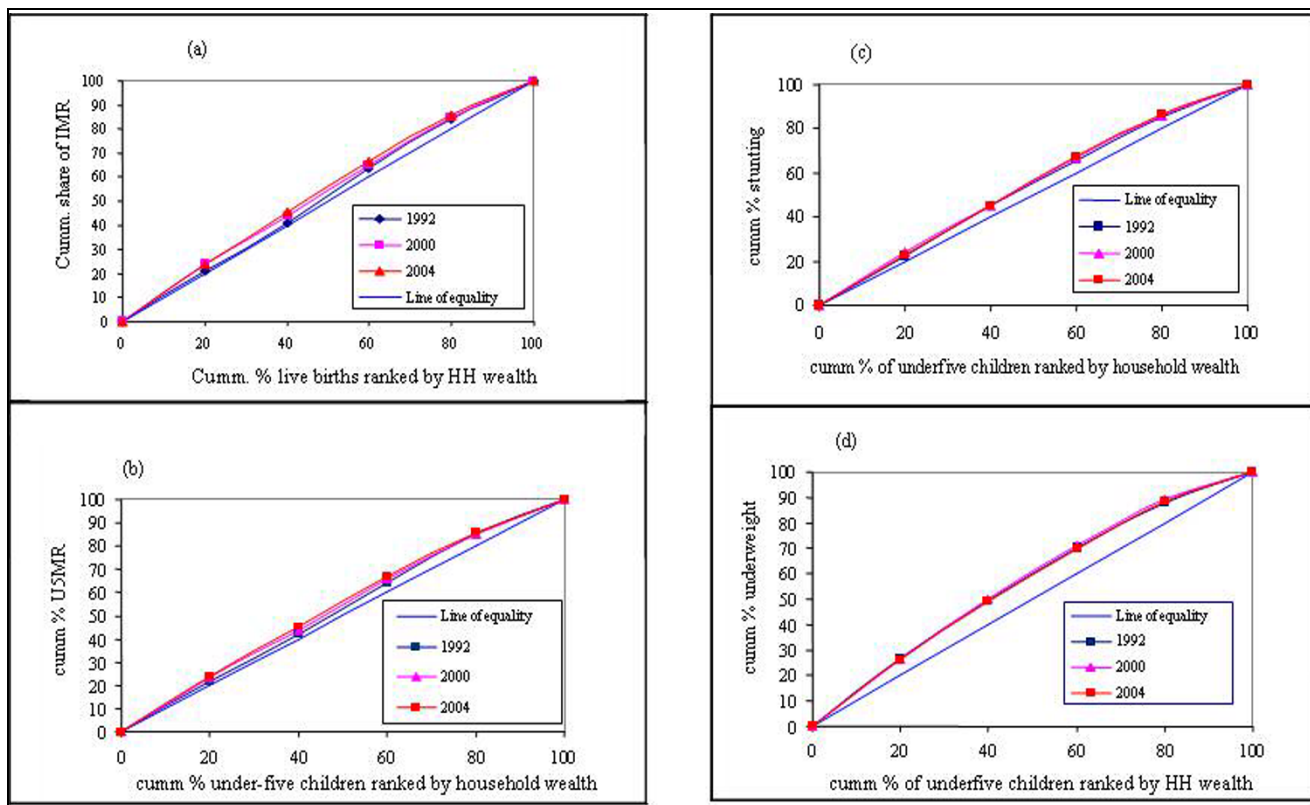 (a)
Cumm. share of IMR
100
90
80
70
60
50
40
30
20
10
0
1992
2000
2004
Line of equality
0 20 40 60 80 100
Cumm. % live births ranked by HH wealth
(b)
cumm % U5MR
100
90
80
70
60
50
40
30
20
10
0
Line of equality
1992
2000
2004
0 20 40 60 80 100
cumm % under-five children ranked by household wealth
(c)
cumm % stunting
100
80
60
40
20
0
Line of equality
1992
2000
2004
0 20 40 60 80 100
cumm % of underfive children ranked by household wealth
(d)
cumm % underweight
100
90
80
70
60
50
40
30
20
10
0
Line of equality
1992
2000
2004
0 20 40 60 80 100
cumm % of underfive children ranked by HH wealth